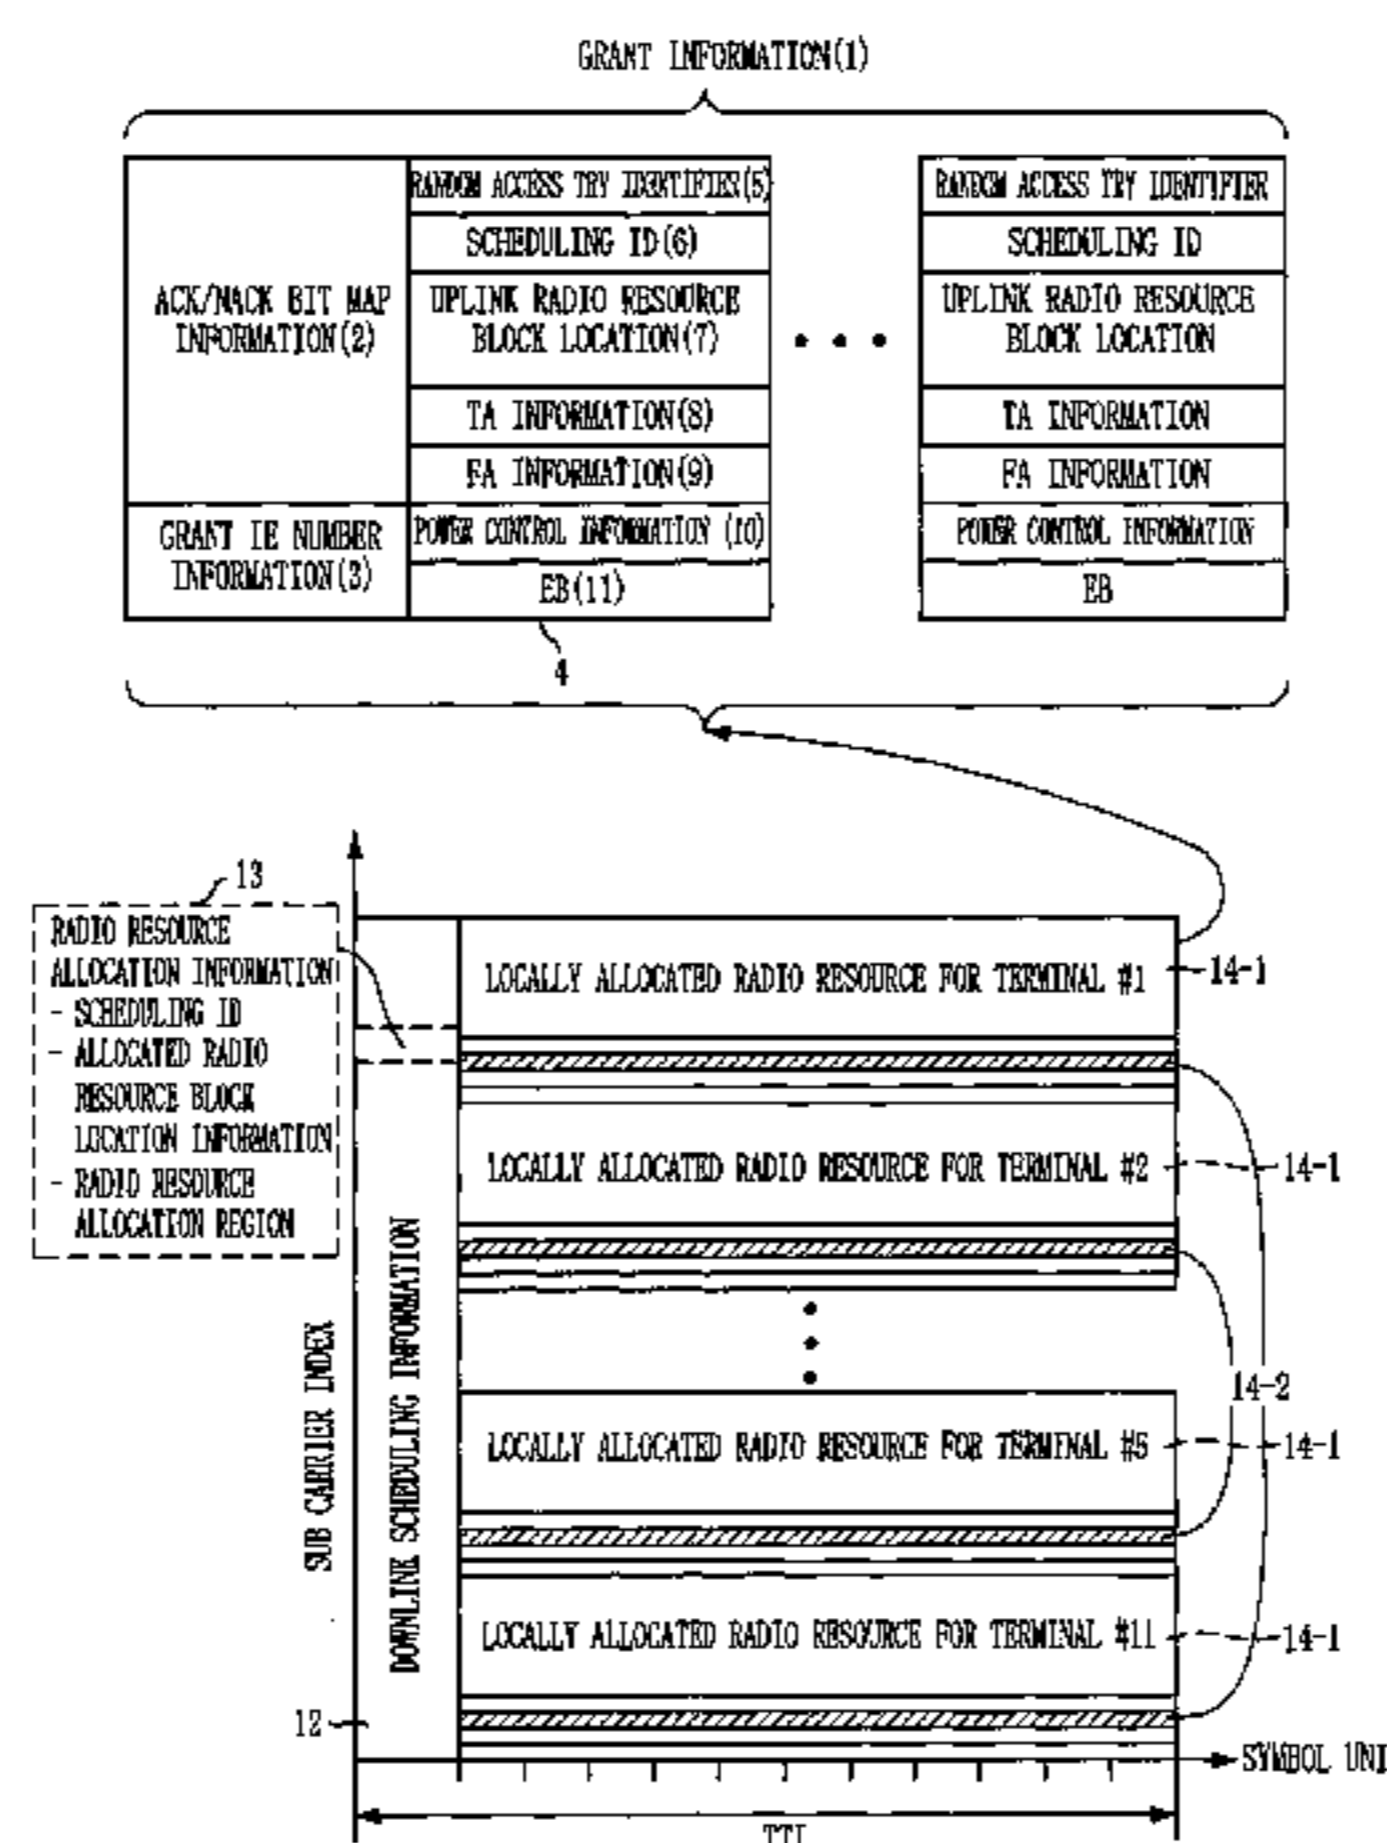 GRANT INFORMATION(1)
ACK/NACK BIT MAP
INFORMATION(2)
GRANT IE NUMBER
INFORMATION(3)
RANDOM ACCESS TRY IDENTIFIER(5)
SCHEDULING ID(6)
UPLINK RADIO RESOURCE
BLOCK LOCATION(7)
TA INFORMATION(8)
FA INFORMATION(9)
POWER CONTROL INFORMATION (10)
EB(11)
RANDOM ACCESS TRY IDENTIFIER
SCHEDULING ID
UPLINK RADIO RESOURCE
BLOCK LOCATION
TA INFORMATION
FA INFORMATION
POWER CONTROL INFORMATION
EB
4
13
RADIO RESOURCE
ALLOCATION INFORMATION
- SCHEDULING ID
- ALLOCATED RADIO
RESOURCE BLOCK
LOCATION INFORMATION
- RADIO RESOURCE
ALLOCATION REGION
SUB CARRIER INDEX
DOWNLINK SCHEDULING INFORMATION
12
LOCALLY ALLOCATED RADIO RESOURCE FOR TERMINAL #1
14-1
LOCALLY ALLOCATED RADIO RESOURCE FOR TERMINAL #2
14-1
14-2
LOCALLY ALLOCATED RADIO RESOURCE FOR TERMINAL #5
14-1
LOCALLY ALLOCATED RADIO RESOURCE FOR TERMINAL #11
14-1
SYMBOL UNI
TTI